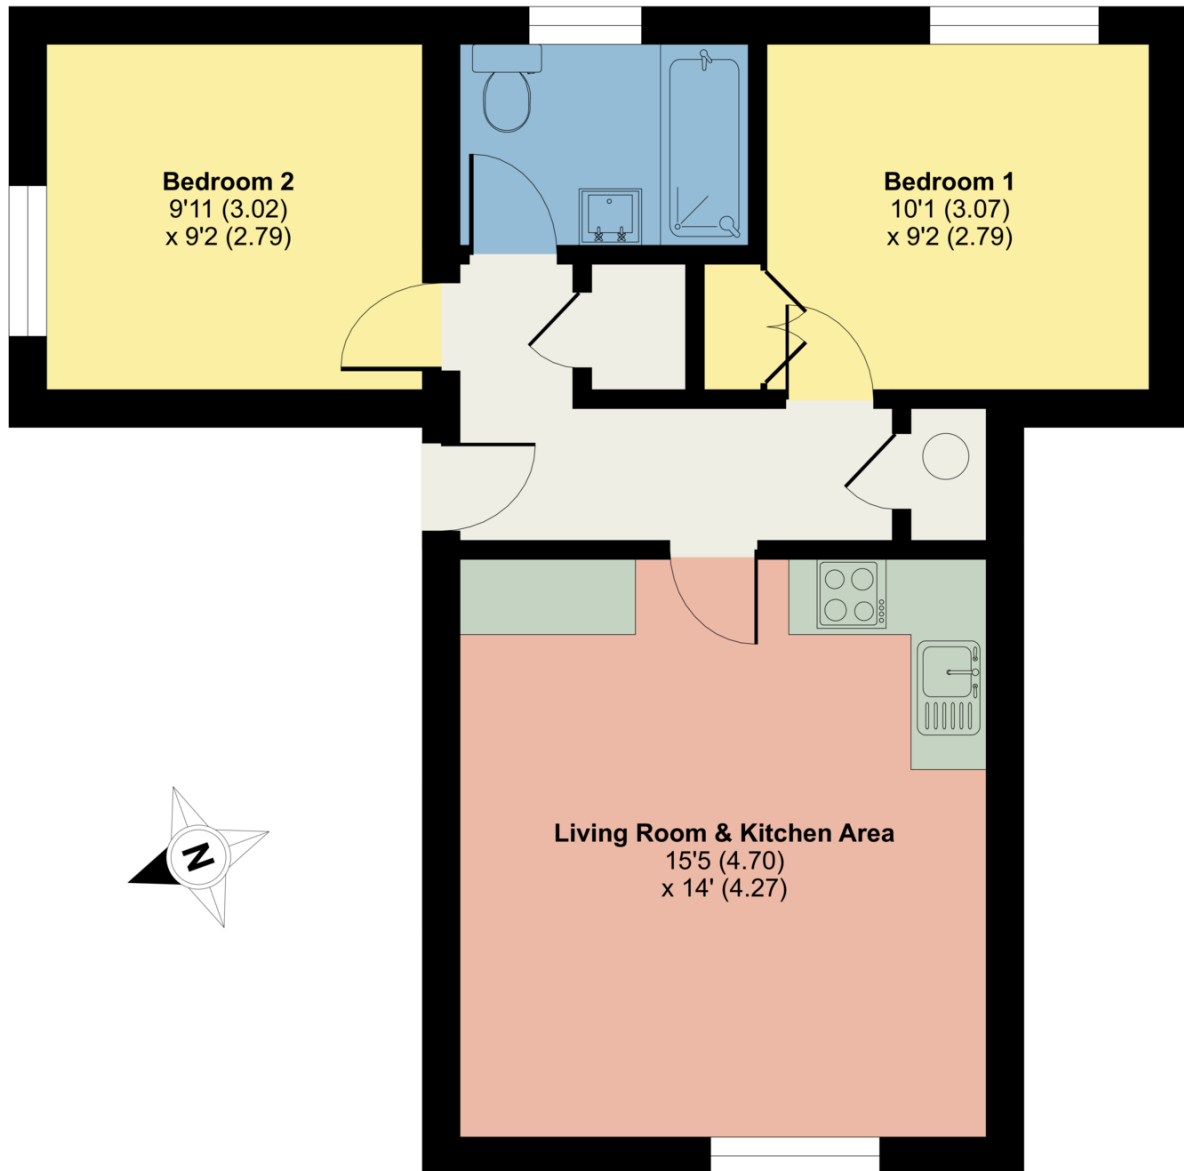 Bedroom 2
9'11 (3.02)
x 9'2 (2.79)
Bedroom 1
10'1 (3.07)
x 9'2 (2.79)
Living Room & Kitchen Area
15'5 (4.70)
x 14' (4.27)
N